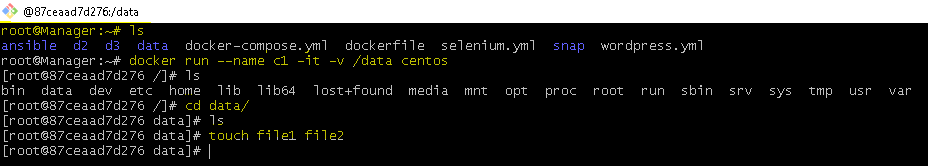 @87ceaad7d276:/data
root@Manager:~# ls
ansible d2 d3 data docker-compose.yml dockerfile selenium.yml snap wordpress.yml
root@Manager:~# docker run --name c1 -it -v /data centos
[root@87ceaad7d276 /]# ls
bin data dev etc home lib lib64 lost+found media mnt opt proc root run sbin srv sys tmp usr var
[root@87ceaad7d276 /]# cd data/
[root@87ceaad7d276 data]# ls
[root@87ceaad7d276 data]# touch file1 file2
[root@87ceaad7d276 data]#